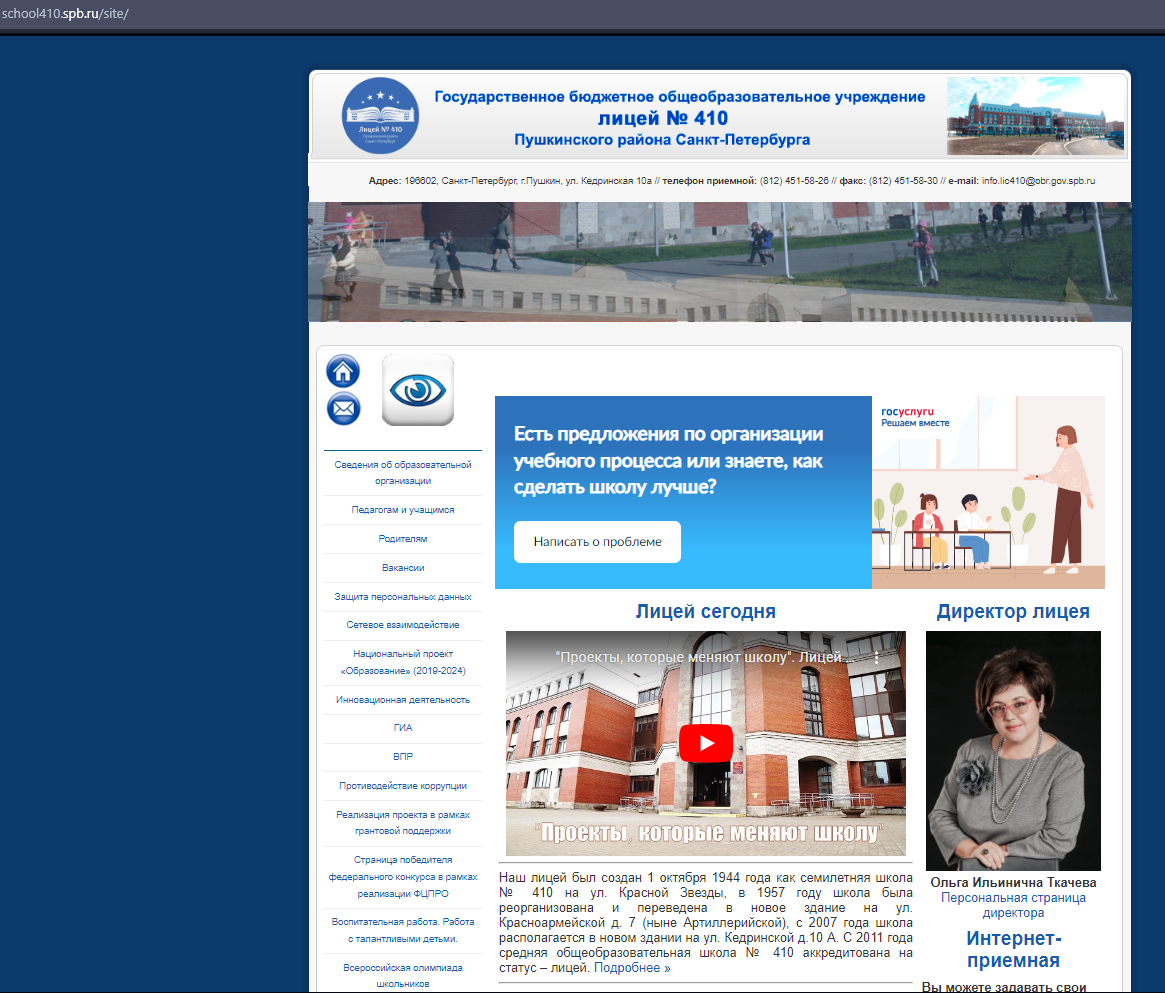 school410.spb.ru/site/
Лицей № 410
Пушкинский район
Санкт-Петербург
Государственное бюджетное общеобразовательное учреждение
лицей № 410
Пушкинского района Санкт-Петербурга
Адрес: 196602, Санкт-Петербург, г.Пушкин, ул. Кедринская 10а // телефон приемной: (812) 451-58-26 // факс: (812) 451-58-30 // e-mail: info.lic410@obr.gov.spb.ru
Сведения об образовательной
организации
Педагогам и учащимся
Родителям
Вакансии
Защита персональных данных
Сетевое взаимодействие
Национальный проект
«Образование» (2019-2024)
Инновационная деятельность
ГИА
ВПР
Противодействие коррупции
Реализация проекта в рамках
грантовой поддержки
Страница победителя
федерального конкурса в рамках
реализации ФЦПРО
Воспитательная работа. Работа
с талантливыми детьми.
Всероссийская олимпиада
школьников
Есть предложения по организации
учебного процесса или знаете, как
сделать школу лучше?
Написать о проблеме
госуслуги
Решаем вместе
Лицей сегодня
"Проекты, которые меняют школу". Лицей ...
"Проекты, которые меняют школу"
Наш лицей был создан 1 октября 1944 года как семилетняя школа
№ 410 на ул. Красной Звезды, в 1957 году школа была
реорганизована и переведена в новое здание на ул.
Красноармейской д. 7 (ныне Артиллерийской), с 2007 года школа
располагается в новом здании на ул. Кедринской д.10 А. С 2011 года
средняя общеобразовательная школа № 410 аккредитована на
статус – лицей. Подробнее »
Директор лицея
Ольга Ильинична Ткачева
Персональная страница
директора
Интернет-
приемная
Вы можете задавать свои